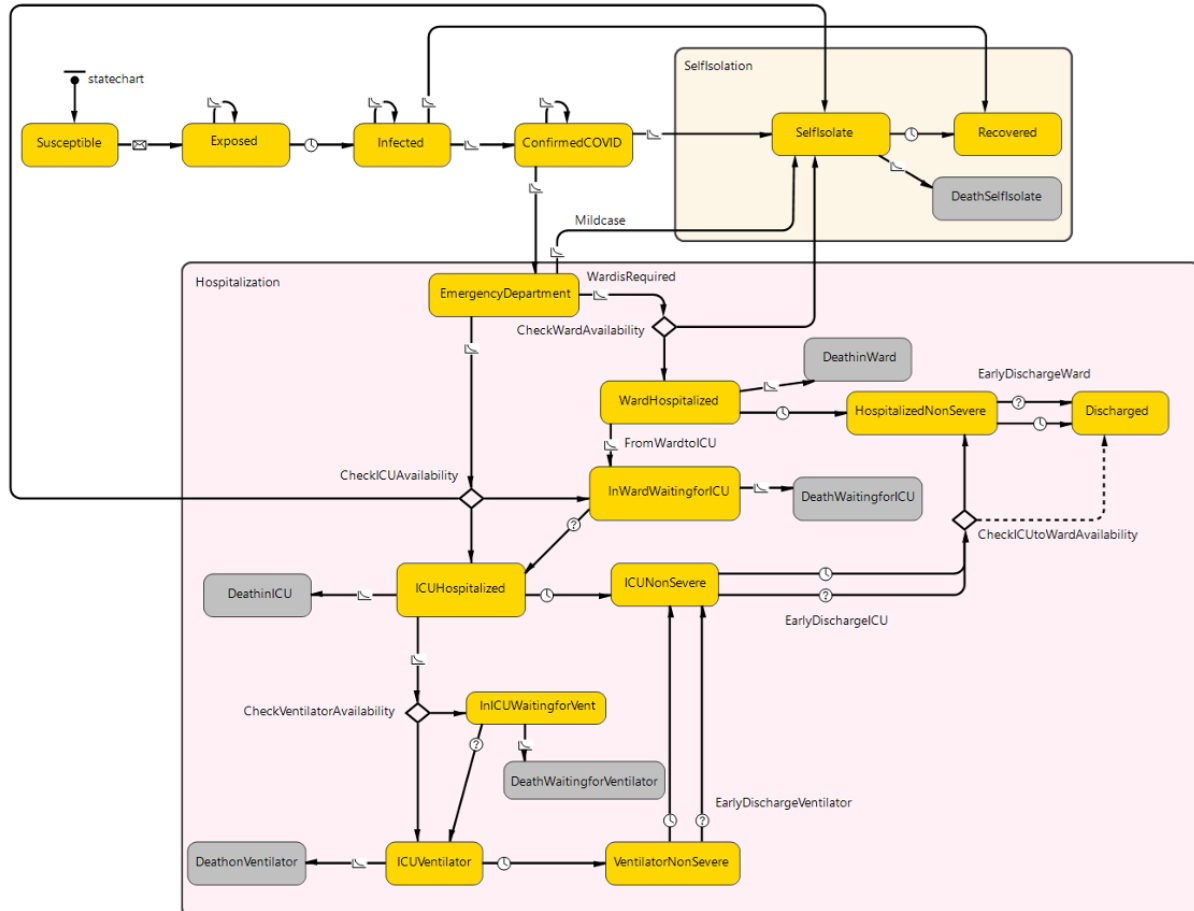 SelfIsolation
statechart
Susceptible
Exposed
Infected
ConfirmedCOVID
SelfIsolate
Recovered
DeathSelfIsolate
Mildcase
Hospitalization
WardisRequired
EmergencyDepartment
CheckWardAvailability
DeathinWard
EarlyDischargeWard
WardHospitalized
HospitalizedNonSevere
Discharged
FromWardtoICU
CheckICUAvailability
InWardWaitingforICU
DeathWaitingforICU
?
?
CheckICUtoWardAvailability
DeathinICU
ICUHospitalized
ICUNonSevere
?
EarlyDischargeICU
InICUWaitingforVent
CheckVentilatorAvailability
?
DeathWaitingforVentilator
EarlyDischargeVentilator
?
DeathonVentilator
ICUVentilator
VentilatorNonSevere